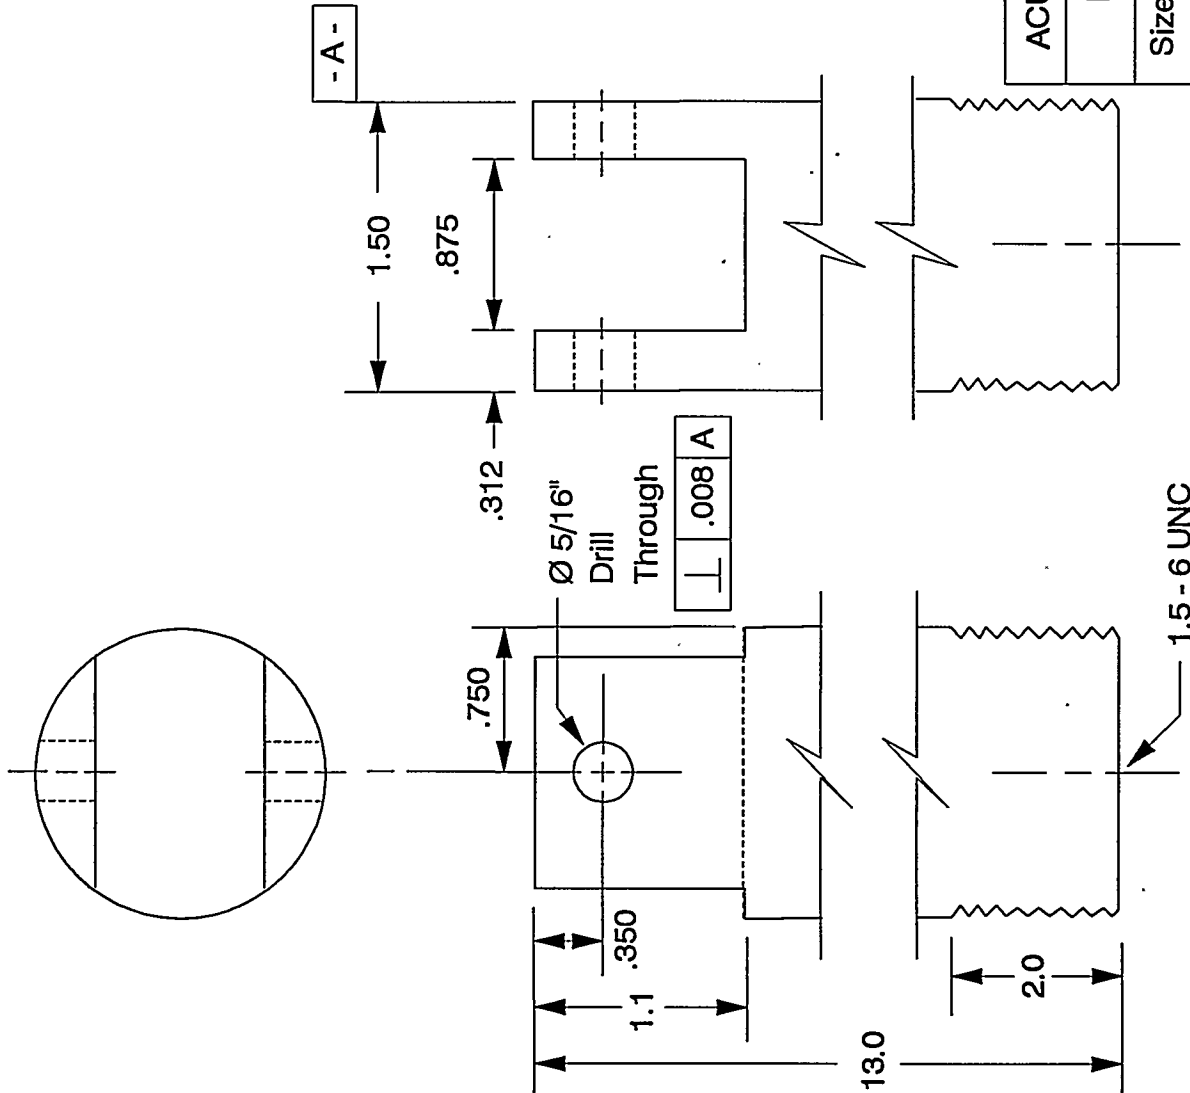 - A -
1.50
.875
.312
Ø 5/16"
Drill
Through
⊥ .008 A
.750
.350
1.1
2.0
13.0
1.5 - 6 UNC
Size